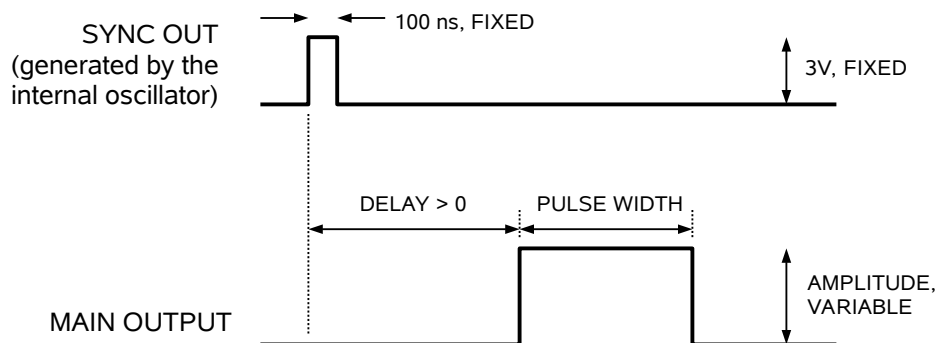 100 ns, FIXED
SYNC OUT
(generated by the
internal oscillator)
3V, FIXED
DELAY > 0
PULSE WIDTH
AMPLITUDE,
VARIABLE
MAIN OUTPUT